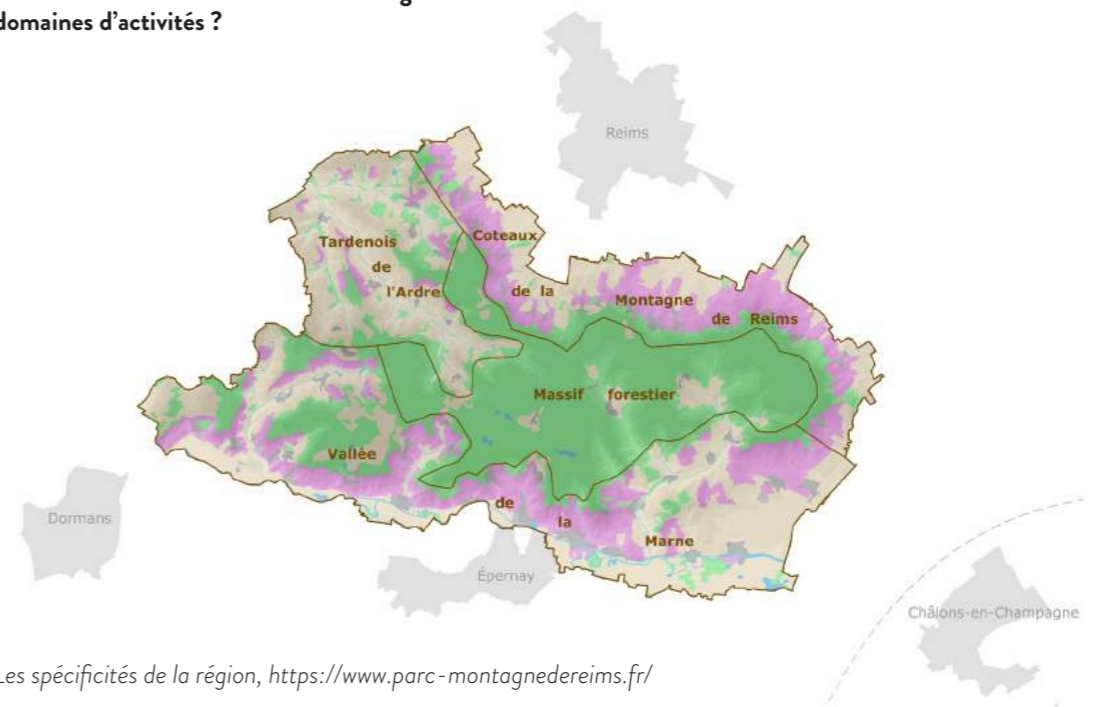 domaines d'activités ?
Reims
Tardenois
de
l'Ardre
Coteaux
de la
Montagne
de Reims
Massif forestier
Vallée
de
la
Marne
Dormans
Épernay
Châlons-en-Champagne
Les spécificités de la région, https://www.parc-montagnedereims.fr/